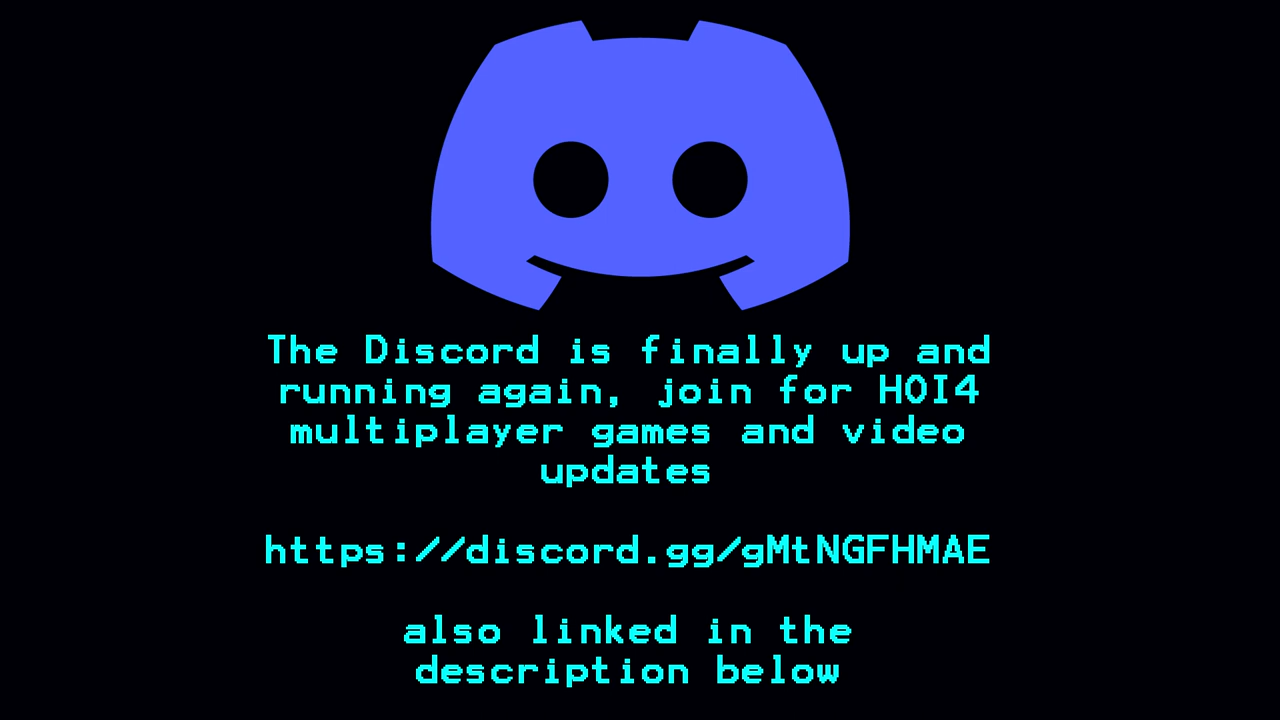 The Discord is finally up and
running again, join for HOI4
multiplayer games and video
updates
https://discord.gg/gMtNGFHMAE
also linked in the
description below